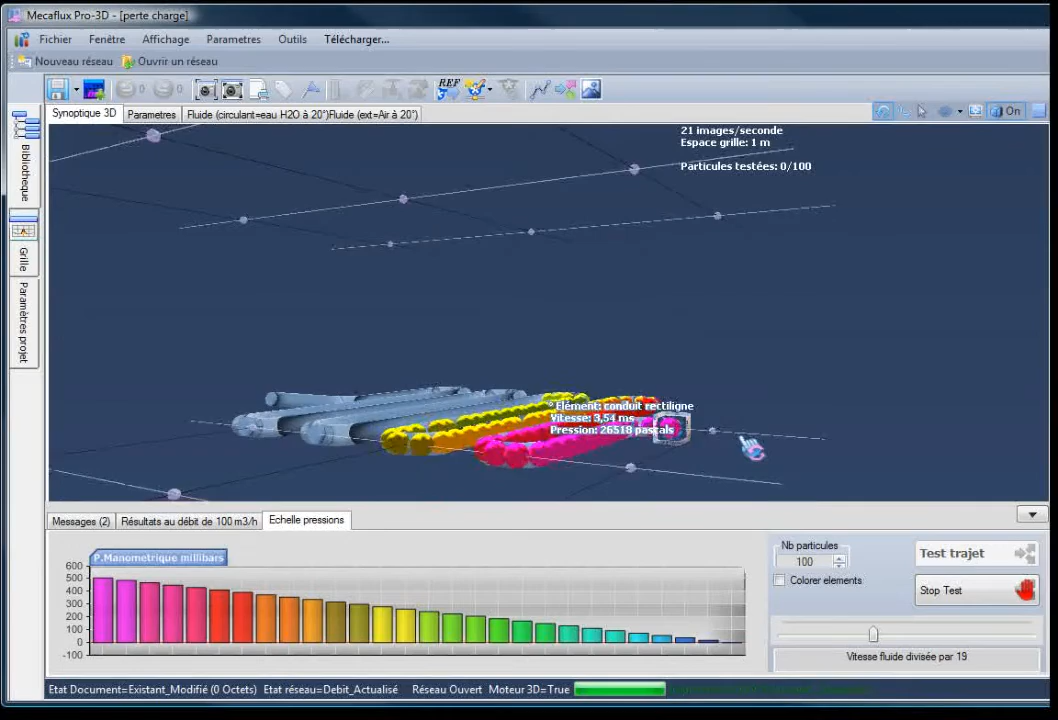 Mecaflux Pro-3D - [perte charge]
Fichier Fenêtre Affichage Parametres Outils Télécharger...
Nouveau réseau Ouvrir un réseau
0 0 REF
Synoptique 3D Parametres Fluide (circulant=eau H2O à 20°)Fluide (ext=Air à 20°) On
Bibliotheque
Grille
Paramètres projet
21 images/seconde
Espace grille: 1 m
Particules testées: 0/100
° Elément: conduit rectiligne
Vitesse: 3,54 ms
Pression: 26518 pascals
Messages (2) Résultats au débit de 100 m3/h Echelle pressions
P.Manometrique millibars
600
500
400
300
200
100
0
-100
Nb particules
100
Colorer elements
Test trajet
Stop Test
Vitesse fluide divisée par 19
Etat Document=Existant_Modifié (0 Octets) Etat réseau=Debit_Actualisé Réseau Ouvert Moteur 3D=True